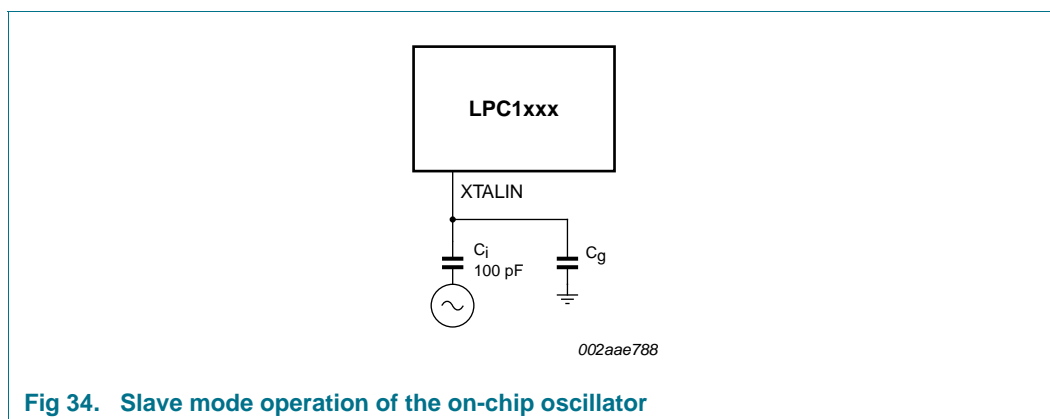 LPC1xxx
XTALIN
Ci
100 pF
Cg
002aae788
Fig 34. Slave mode operation of the on-chip oscillator